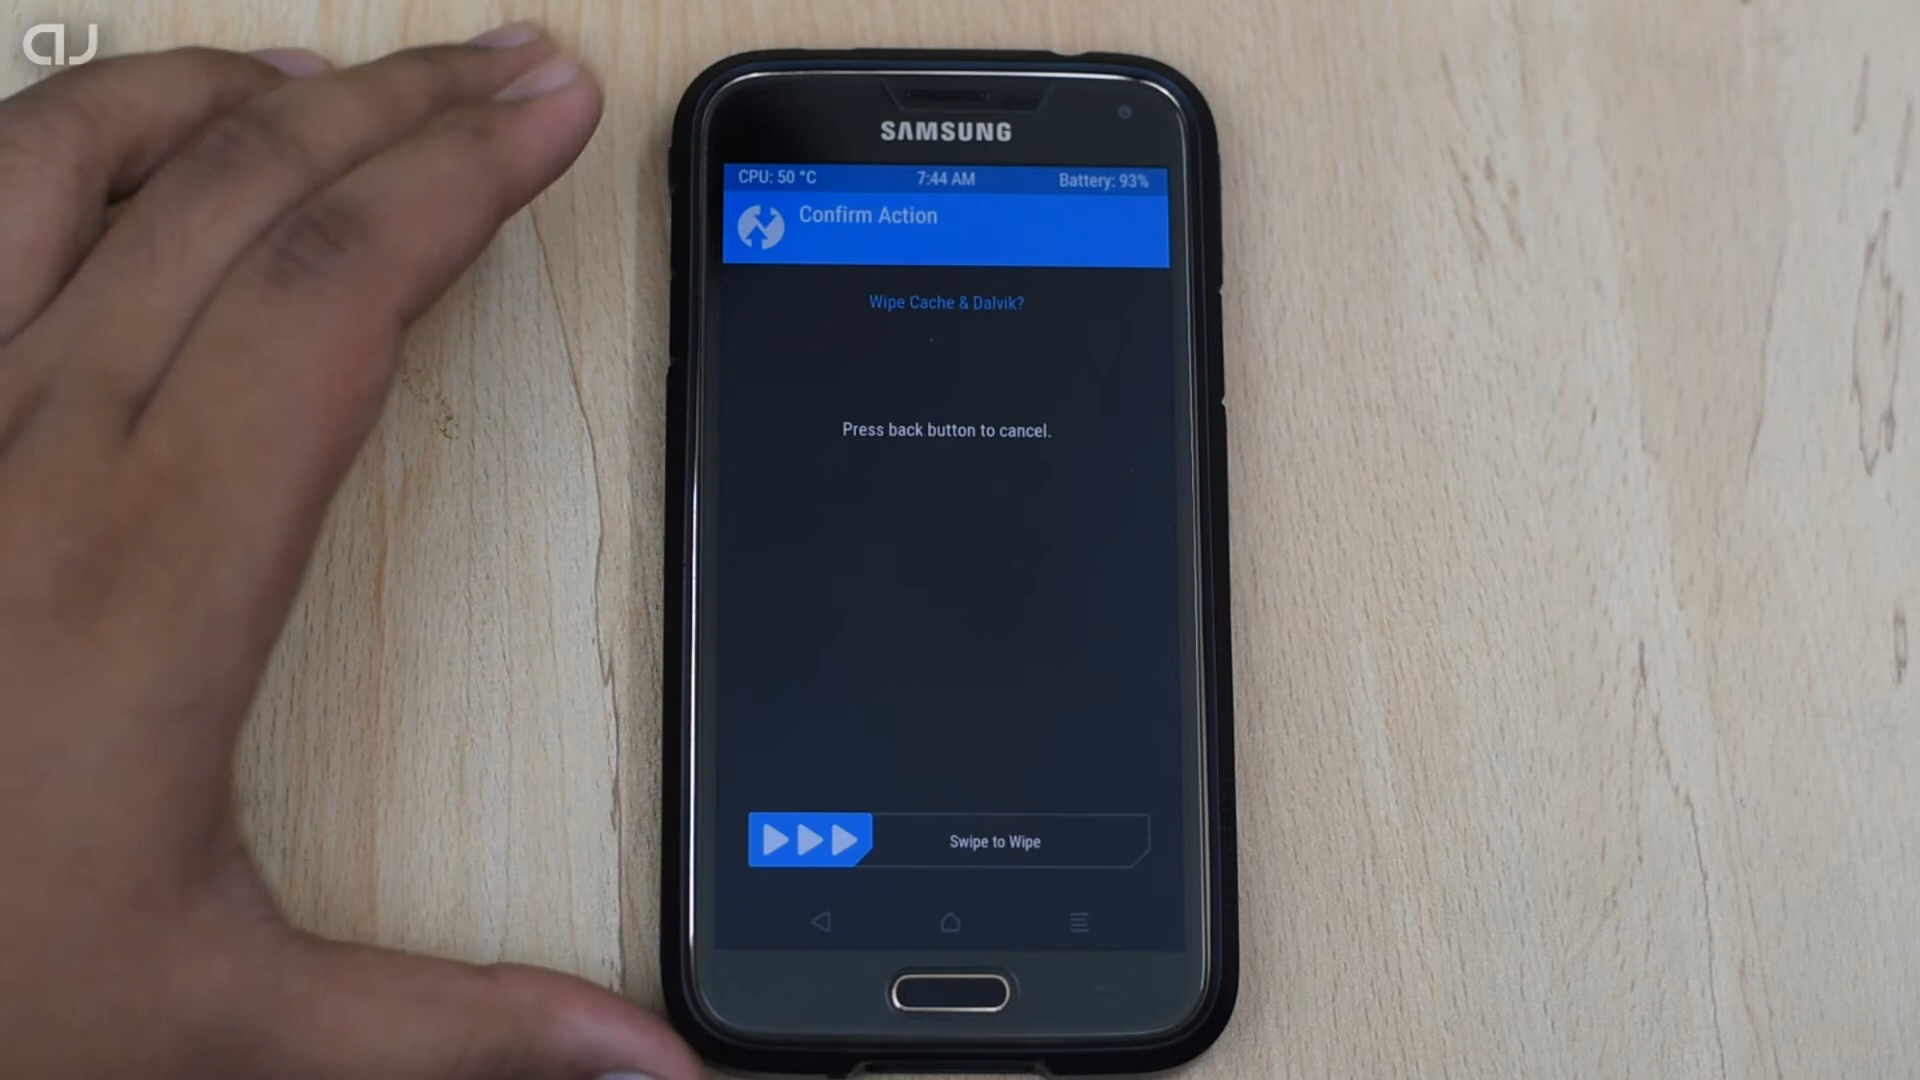 SAMSUNG
CPU: 50 °C 7:44 AM Battery: 93%
Confirm Action
Wipe Cache & Dalvik?
Press back button to cancel.
Swipe to Wipe